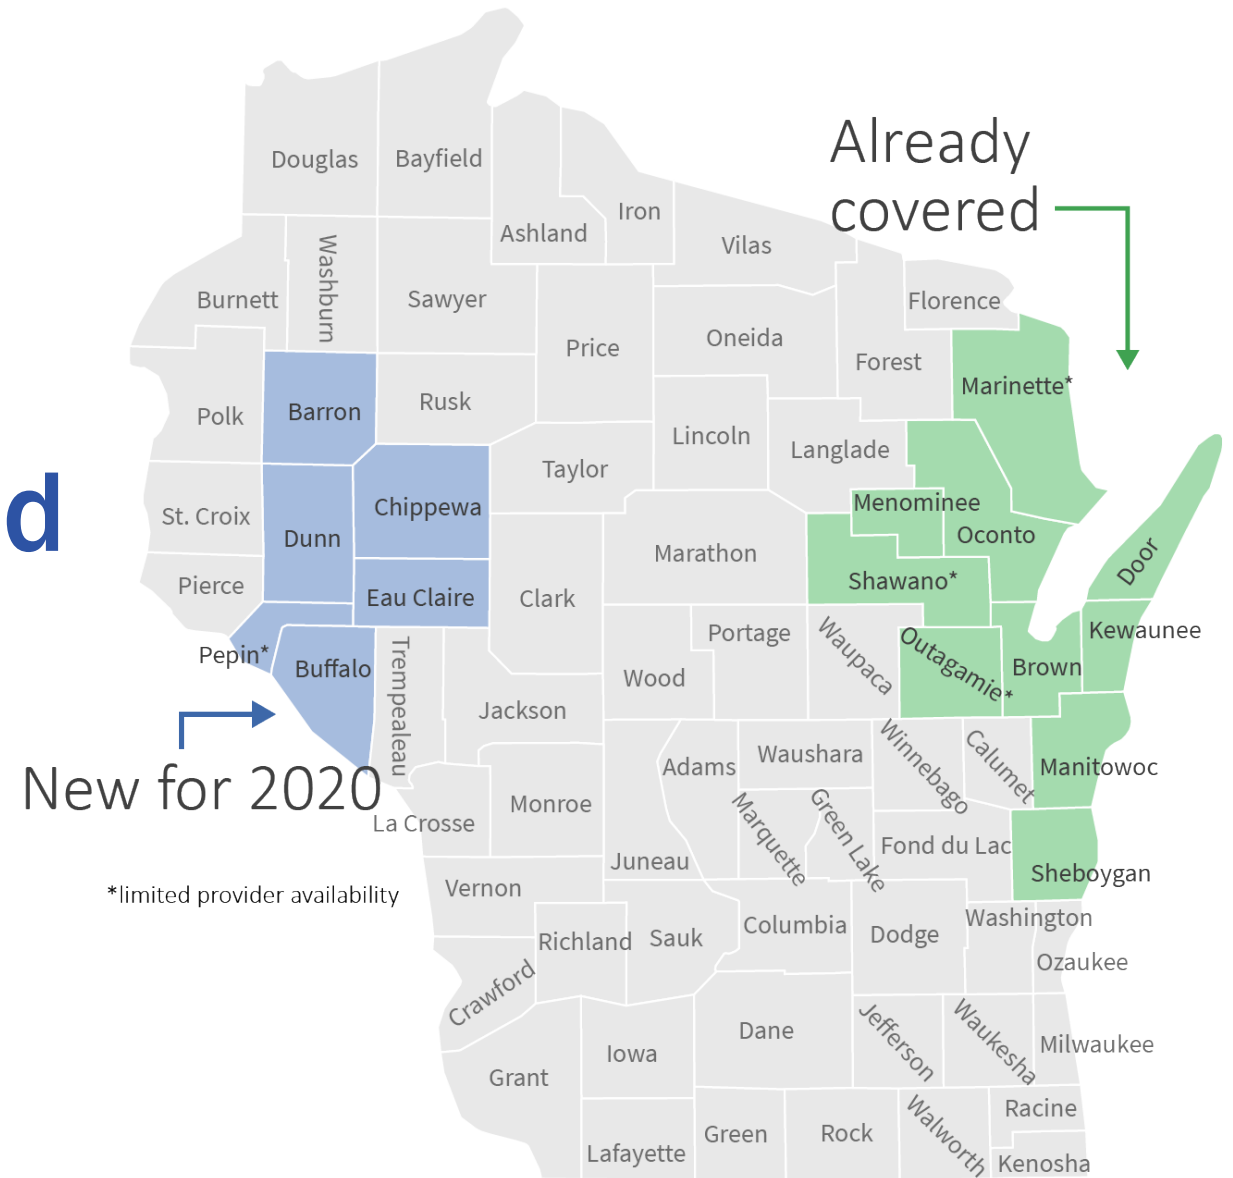 Already
covered
Douglas
Bayfield
Ashland
Iron
Vilas
Washburn
Burnett
Sawyer
Florence
Price
Oneida
Forest
Marinette*
Barron
Rusk
Polk
Lincoln
Langlade
Taylor
Menominee
Chippewa
d
St. Croix
Dunn
Oconto
Marathon
Door
Shawano*
Pierce
Eau Claire
Clark
Kewaunee
Portage
Pepin*
Buffalo
Trempealeau
Wood
Waupaca
Outagamie*
Brown
Jackson
New for 2020
Adams
Waushara
Winnebago
Calumet
Manitowoc
La Crosse
Monroe
Juneau
Marquette
Green Lake
Fond du Lac
Sheboygan
*limited provider availability
Vernon
Washington
Columbia
Dodge
Richland
Sauk
Ozaukee
Crawford
Dane
Jefferson
Waukesha
Milwaukee
Iowa
Grant
Racine
Green
Rock
Walworth
Lafayette
Kenosha